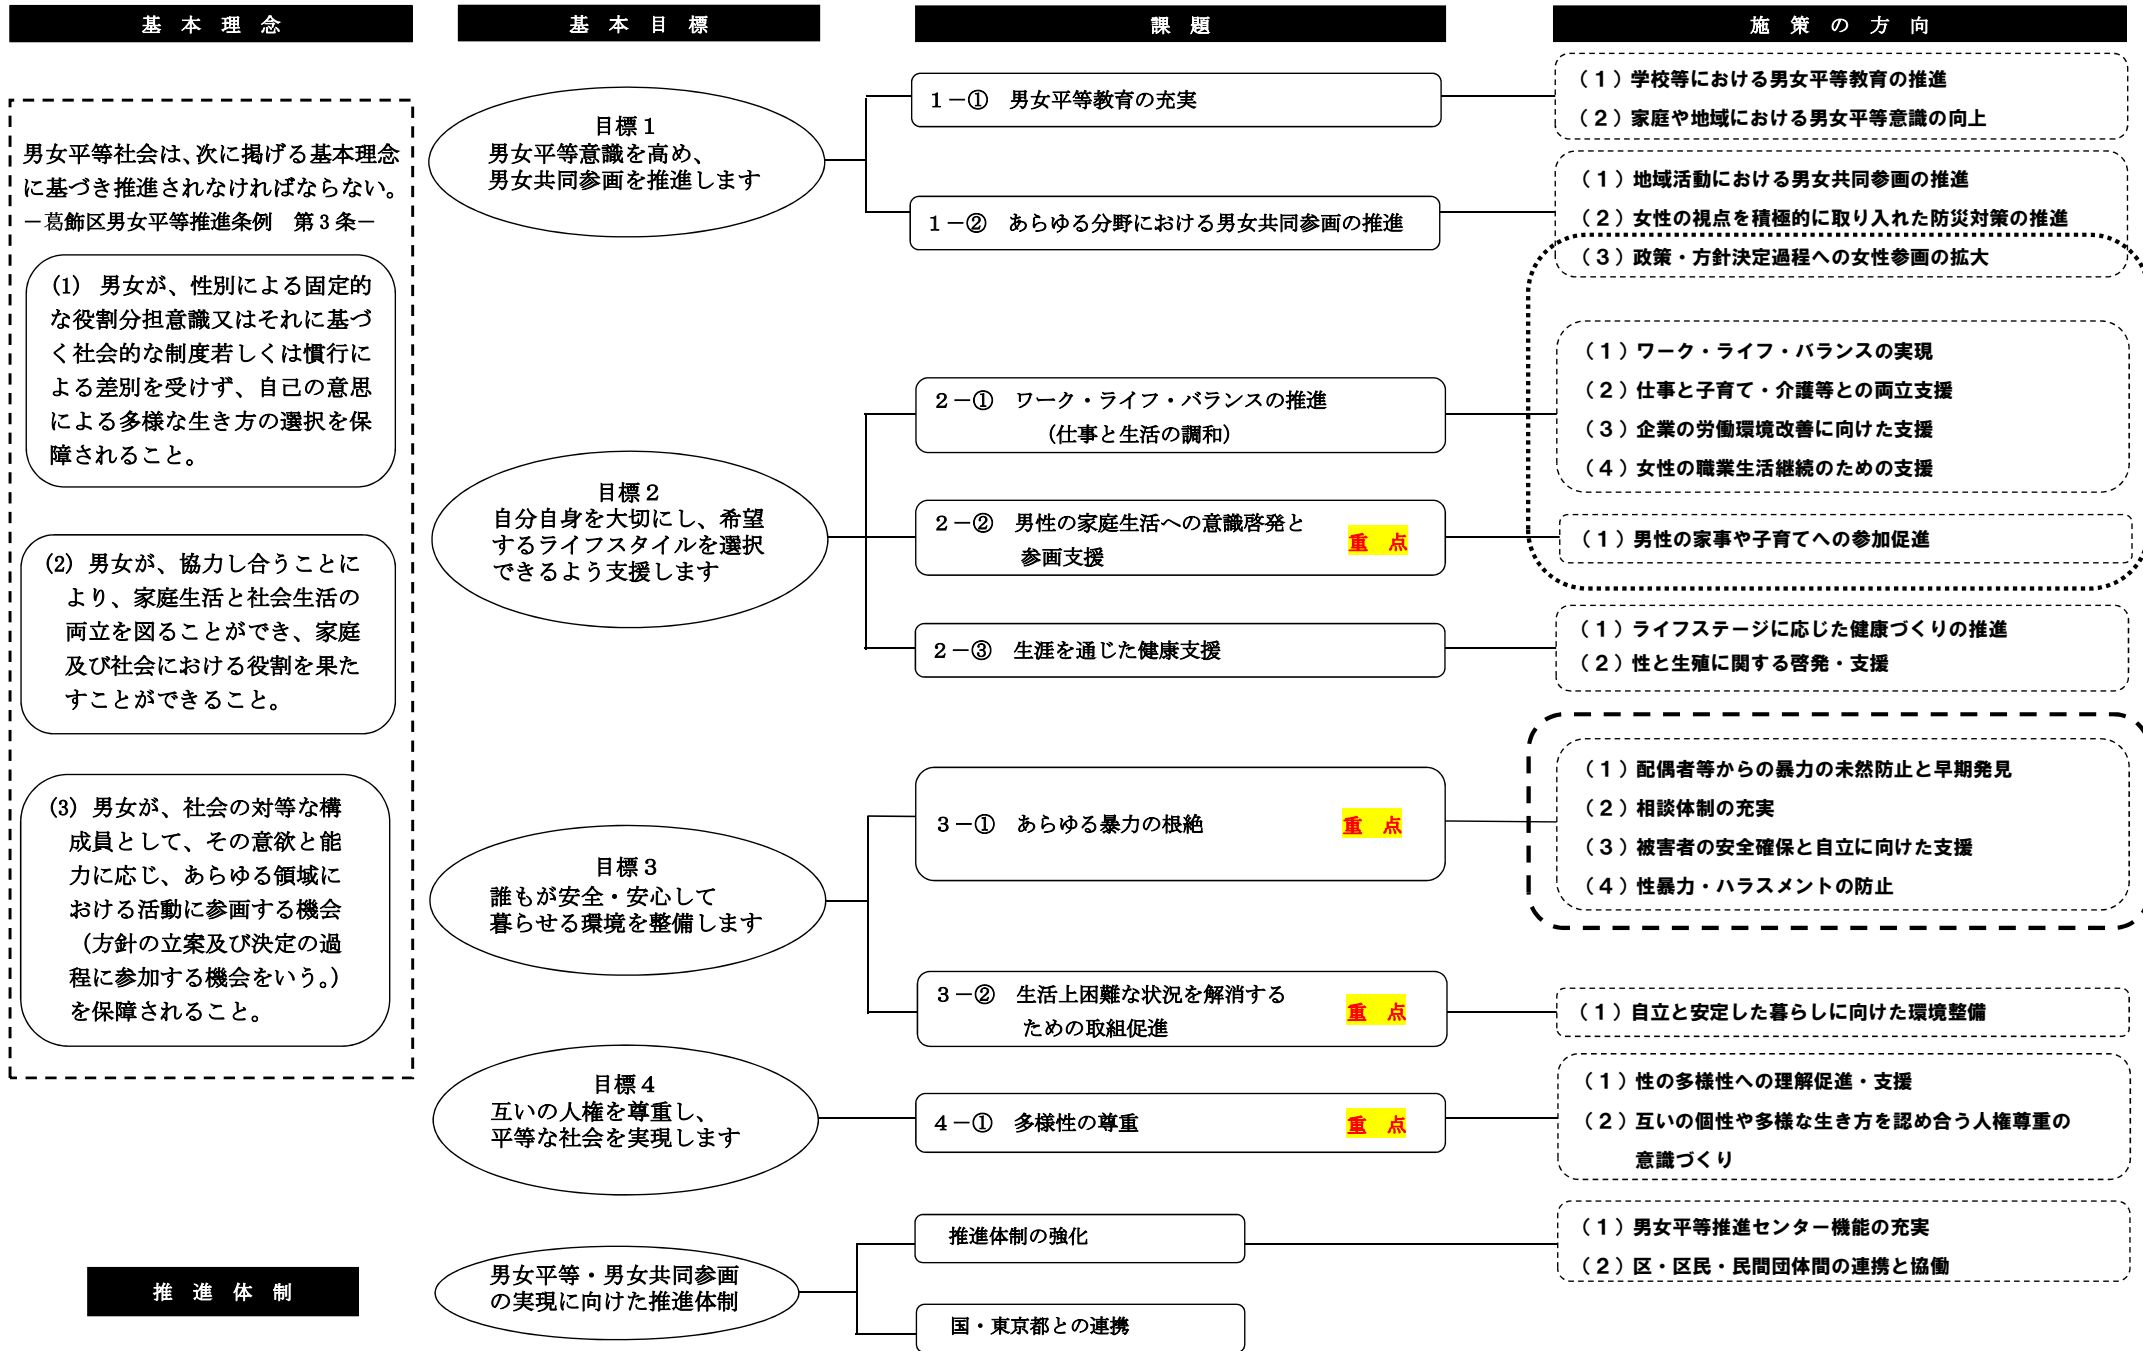 基本理念
男女平等社会は、次に掲げる基本理念
に基づき推進されなければならない。
－葛飾区男女平等推進条例　第３条－
(1) 男女が、性別による固定的
な役割分担意識又はそれに基づ
く社会的な制度若しくは慣行に
よる差別を受けず、自己の意思
による多様な生き方の選択を保
障されること。
(2) 男女が、協力し合うことに
より、家庭生活と社会生活の
両立を図ることができ、家庭
及び社会における役割を果た
すことができること。
(3) 男女が、社会の対等な構
成員として、その意欲と能
力に応じ、あらゆる領域に
おける活動に参画する機会
（方針の立案及び決定の過
程に参加する機会をいう。）
を保障されること。
推進体制
基本目標
目標１
男女平等意識を高め、
男女共同参画を推進します
目標２
自分自身を大切にし、希望
するライフスタイルを選択
できるよう支援します
目標３
誰もが安全・安心して
暮らせる環境を整備します
目標４
互いの人権を尊重し、
平等な社会を実現します
男女平等・男女共同参画
の実現に向けた推進体制
課題
１－①　男女平等教育の充実
１－②　あらゆる分野における男女共同参画の推進
２－①　ワーク・ライフ・バランスの推進
（仕事と生活の調和）
２－②　男性の家庭生活への意識啓発と
参画支援
重　点
２－③　生涯を通じた健康支援
３－①　あらゆる暴力の根絶　重　点
３－②　生活上困難な状況を解消する
ための取組促進
重　点
４－①　多様性の尊重　重　点
推進体制の強化
国・東京都との連携
施策の方向
（１）学校等における男女平等教育の推進
（２）家庭や地域における男女平等意識の向上
（１）地域活動における男女共同参画の推進
（２）女性の視点を積極的に取り入れた防災対策の推進
（３）政策・方針決定過程への女性参画の拡大
（１）ワーク・ライフ・バランスの実現
（２）仕事と子育て・介護等との両立支援
（３）企業の労働環境改善に向けた支援
（４）女性の職業生活継続のための支援
（１）男性の家事や子育てへの参加促進
（１）ライフステージに応じた健康づくりの推進
（２）性と生殖に関する啓発・支援
（１）配偶者等からの暴力の未然防止と早期発見
（２）相談体制の充実
（３）被害者の安全確保と自立に向けた支援
（４）性暴力・ハラスメントの防止
（１）自立と安定した暮らしに向けた環境整備
（１）性の多様性への理解促進・支援
（２）互いの個性や多様な生き方を認め合う人権尊重の
意識づくり
（１）男女平等推進センター機能の充実
（２）区・区民・民間団体間の連携と協働